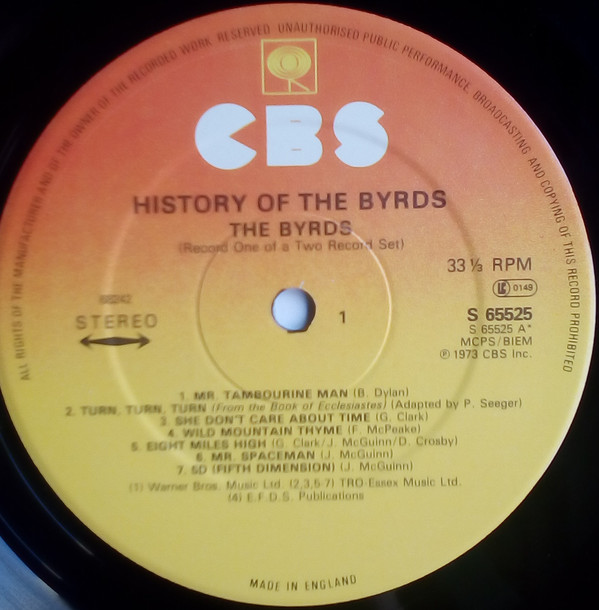 ALL RIGHTS OF THE MANUFACTURER AND OF THE OWNER OF THE RECORDED WORK RESERVED UNAUTHORISED PUBLIC PERFORMANCE, BROADCASTING AND COPYING OF THIS RECORD PROHIBITED
CBS
HISTORY OF THE BYRDS
THE BYRDS
(Record One of a Two Record Set)
33 ⅓ RPM
LC 0149
68242
STEREO
1
S 65525
S 65525 A*
MCPS/BIEM
℗ 1973 CBS Inc.
1. MR. TAMBOURINE MAN (B. Dylan)
2. TURN, TURN, TURN (From the Book of Ecclesiastes) (Adapted by P. Seeger)
3. SHE DON'T CARE ABOUT TIME (G. Clark)
4. WILD MOUNTAIN THYME (F. McPeake)
5. EIGHT MILES HIGH (G. Clark/J. McGuinn/D. Crosby)
6. MR. SPACEMAN (J. McGuinn)
7. 5D (FIFTH DIMENSION) (J. McGuinn)
(1) Warner Bros. Music Ltd. (2,3,5-7) TRO-Essex Music Ltd.
(4) E.F.D.S. Publications
MADE IN ENGLAND